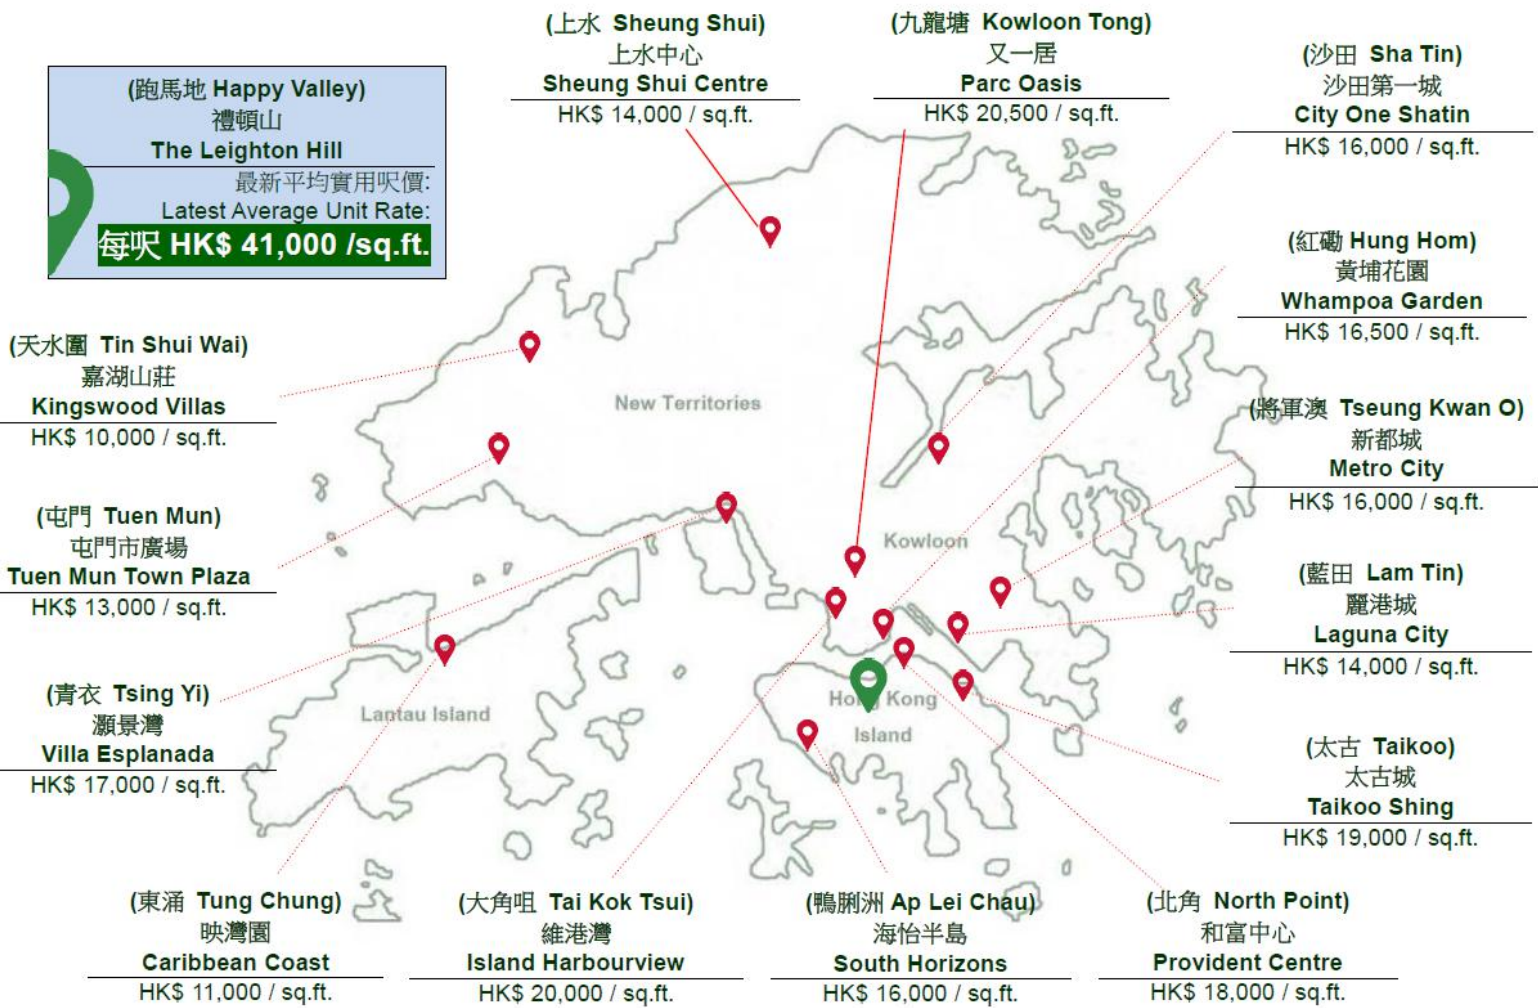 (上水 Sheung Shui)
上水中心
Sheung Shui Centre
HK$ 14,000 / sq.ft.
(九龍塘 Kowloon Tong)
又一居
Parc Oasis
HK$ 20,500 / sq.ft.
(沙田 Sha Tin)
沙田第一城
City One Shatin
HK$ 16,000 / sq.ft.
(跑馬地 Happy Valley)
禮頓山
The Leighton Hill
最新平均實用呎價:
Latest Average Unit Rate:
每呎 HK$ 41,000 /sq.ft.
(紅磡 Hung Hom)
黃埔花園
Whampoa Garden
HK$ 16,500 / sq.ft.
(天水圍 Tin Shui Wai)
嘉湖山莊
Kingswood Villas
HK$ 10,000 / sq.ft.
New Territories
(將軍澳 Tseung Kwan O)
新都城
Metro City
HK$ 16,000 / sq.ft.
(屯門 Tuen Mun)
屯門市廣場
Tuen Mun Town Plaza
HK$ 13,000 / sq.ft.
Kowloon
(藍田 Lam Tin)
麗港城
Laguna City
HK$ 14,000 / sq.ft.
(青衣 Tsing Yi)
灝景灣
Villa Esplanada
HK$ 17,000 / sq.ft.
Lantau Island
Hong Kong
Island
(太古 Taikoo)
太古城
Taikoo Shing
HK$ 19,000 / sq.ft.
(東涌 Tung Chung)
映灣園
Caribbean Coast
HK$ 11,000 / sq.ft.
(大角咀 Tai Kok Tsui)
維港灣
Island Harbourview
HK$ 20,000 / sq.ft.
(鴨脷洲 Ap Lei Chau)
海怡半島
South Horizons
HK$ 16,000 / sq.ft.
(北角 North Point)
和富中心
Provident Centre
HK$ 18,000 / sq.ft.